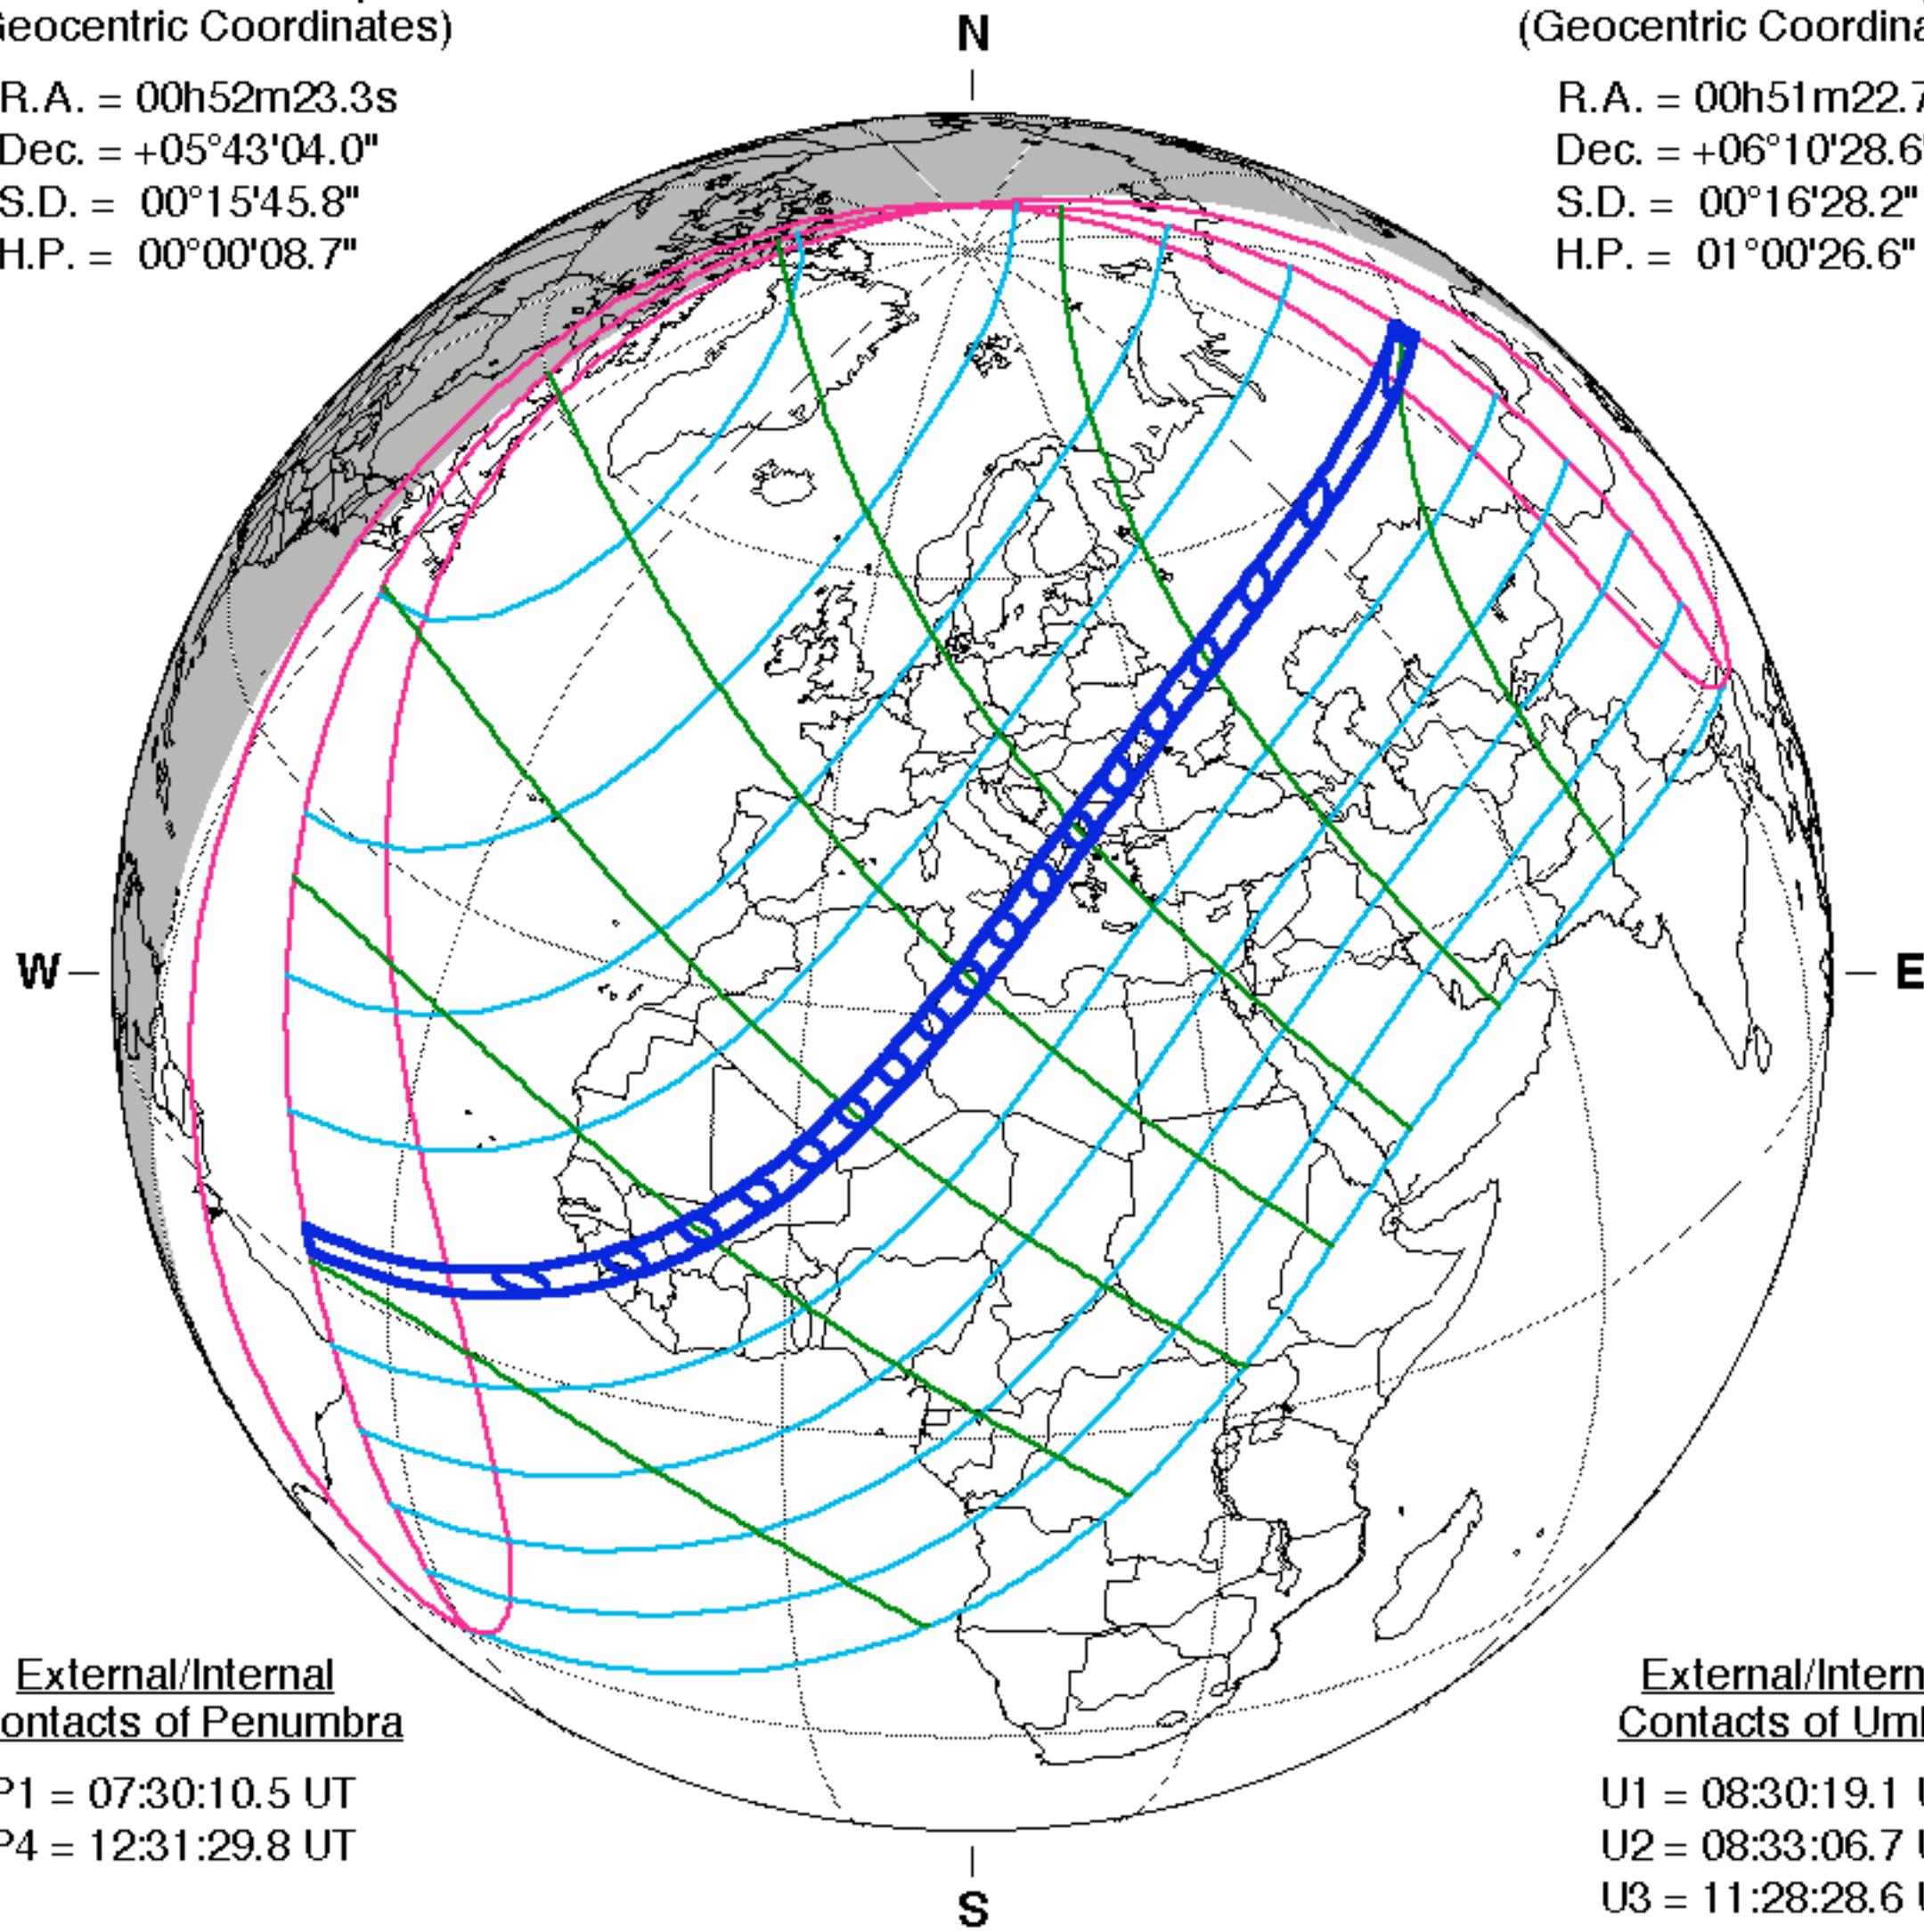 Geocentric Coordinates)
R.A. = 00h52m23.3s
Dec. = +05°43'04.0"
S.D. = 00°15'45.8"
H.P. = 00°00'08.7"
N
(Geocentric Coordina
R.A. = 00h51m22.7
Dec. = +06°10'28.6"
S.D. = 00°16'28.2"
H.P. = 01°00'26.6"
W
E
External/Internal
ontacts of Penumbra
P1 = 07:30:10.5 UT
P4 = 12:31:29.8 UT
S
External/Intern
Contacts of Uml
U1 = 08:30:19.1 U
U2 = 08:33:06.7 U
U3 = 11:28:28.6 U